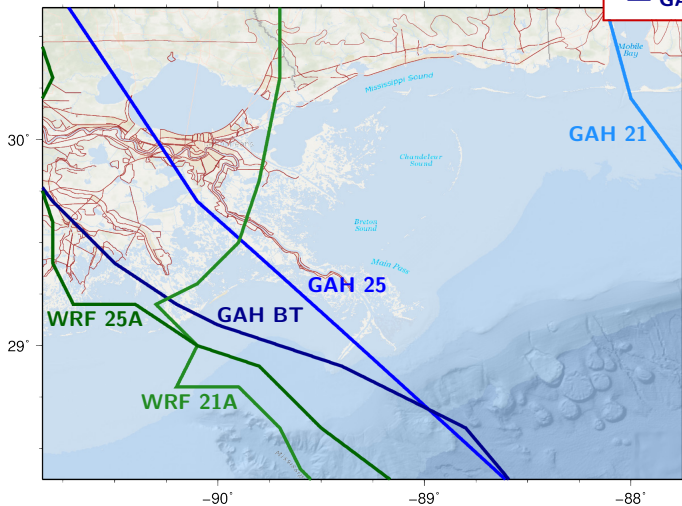 GA
Mobile
Bay
Mississippi Sound
30°
GAH 21
Chandeleur
Sound
Breton
Sound
Main Pass
GAH 25
GAH BT
WRF 25A
29°
WRF 21A
−90°
−89°
−88°